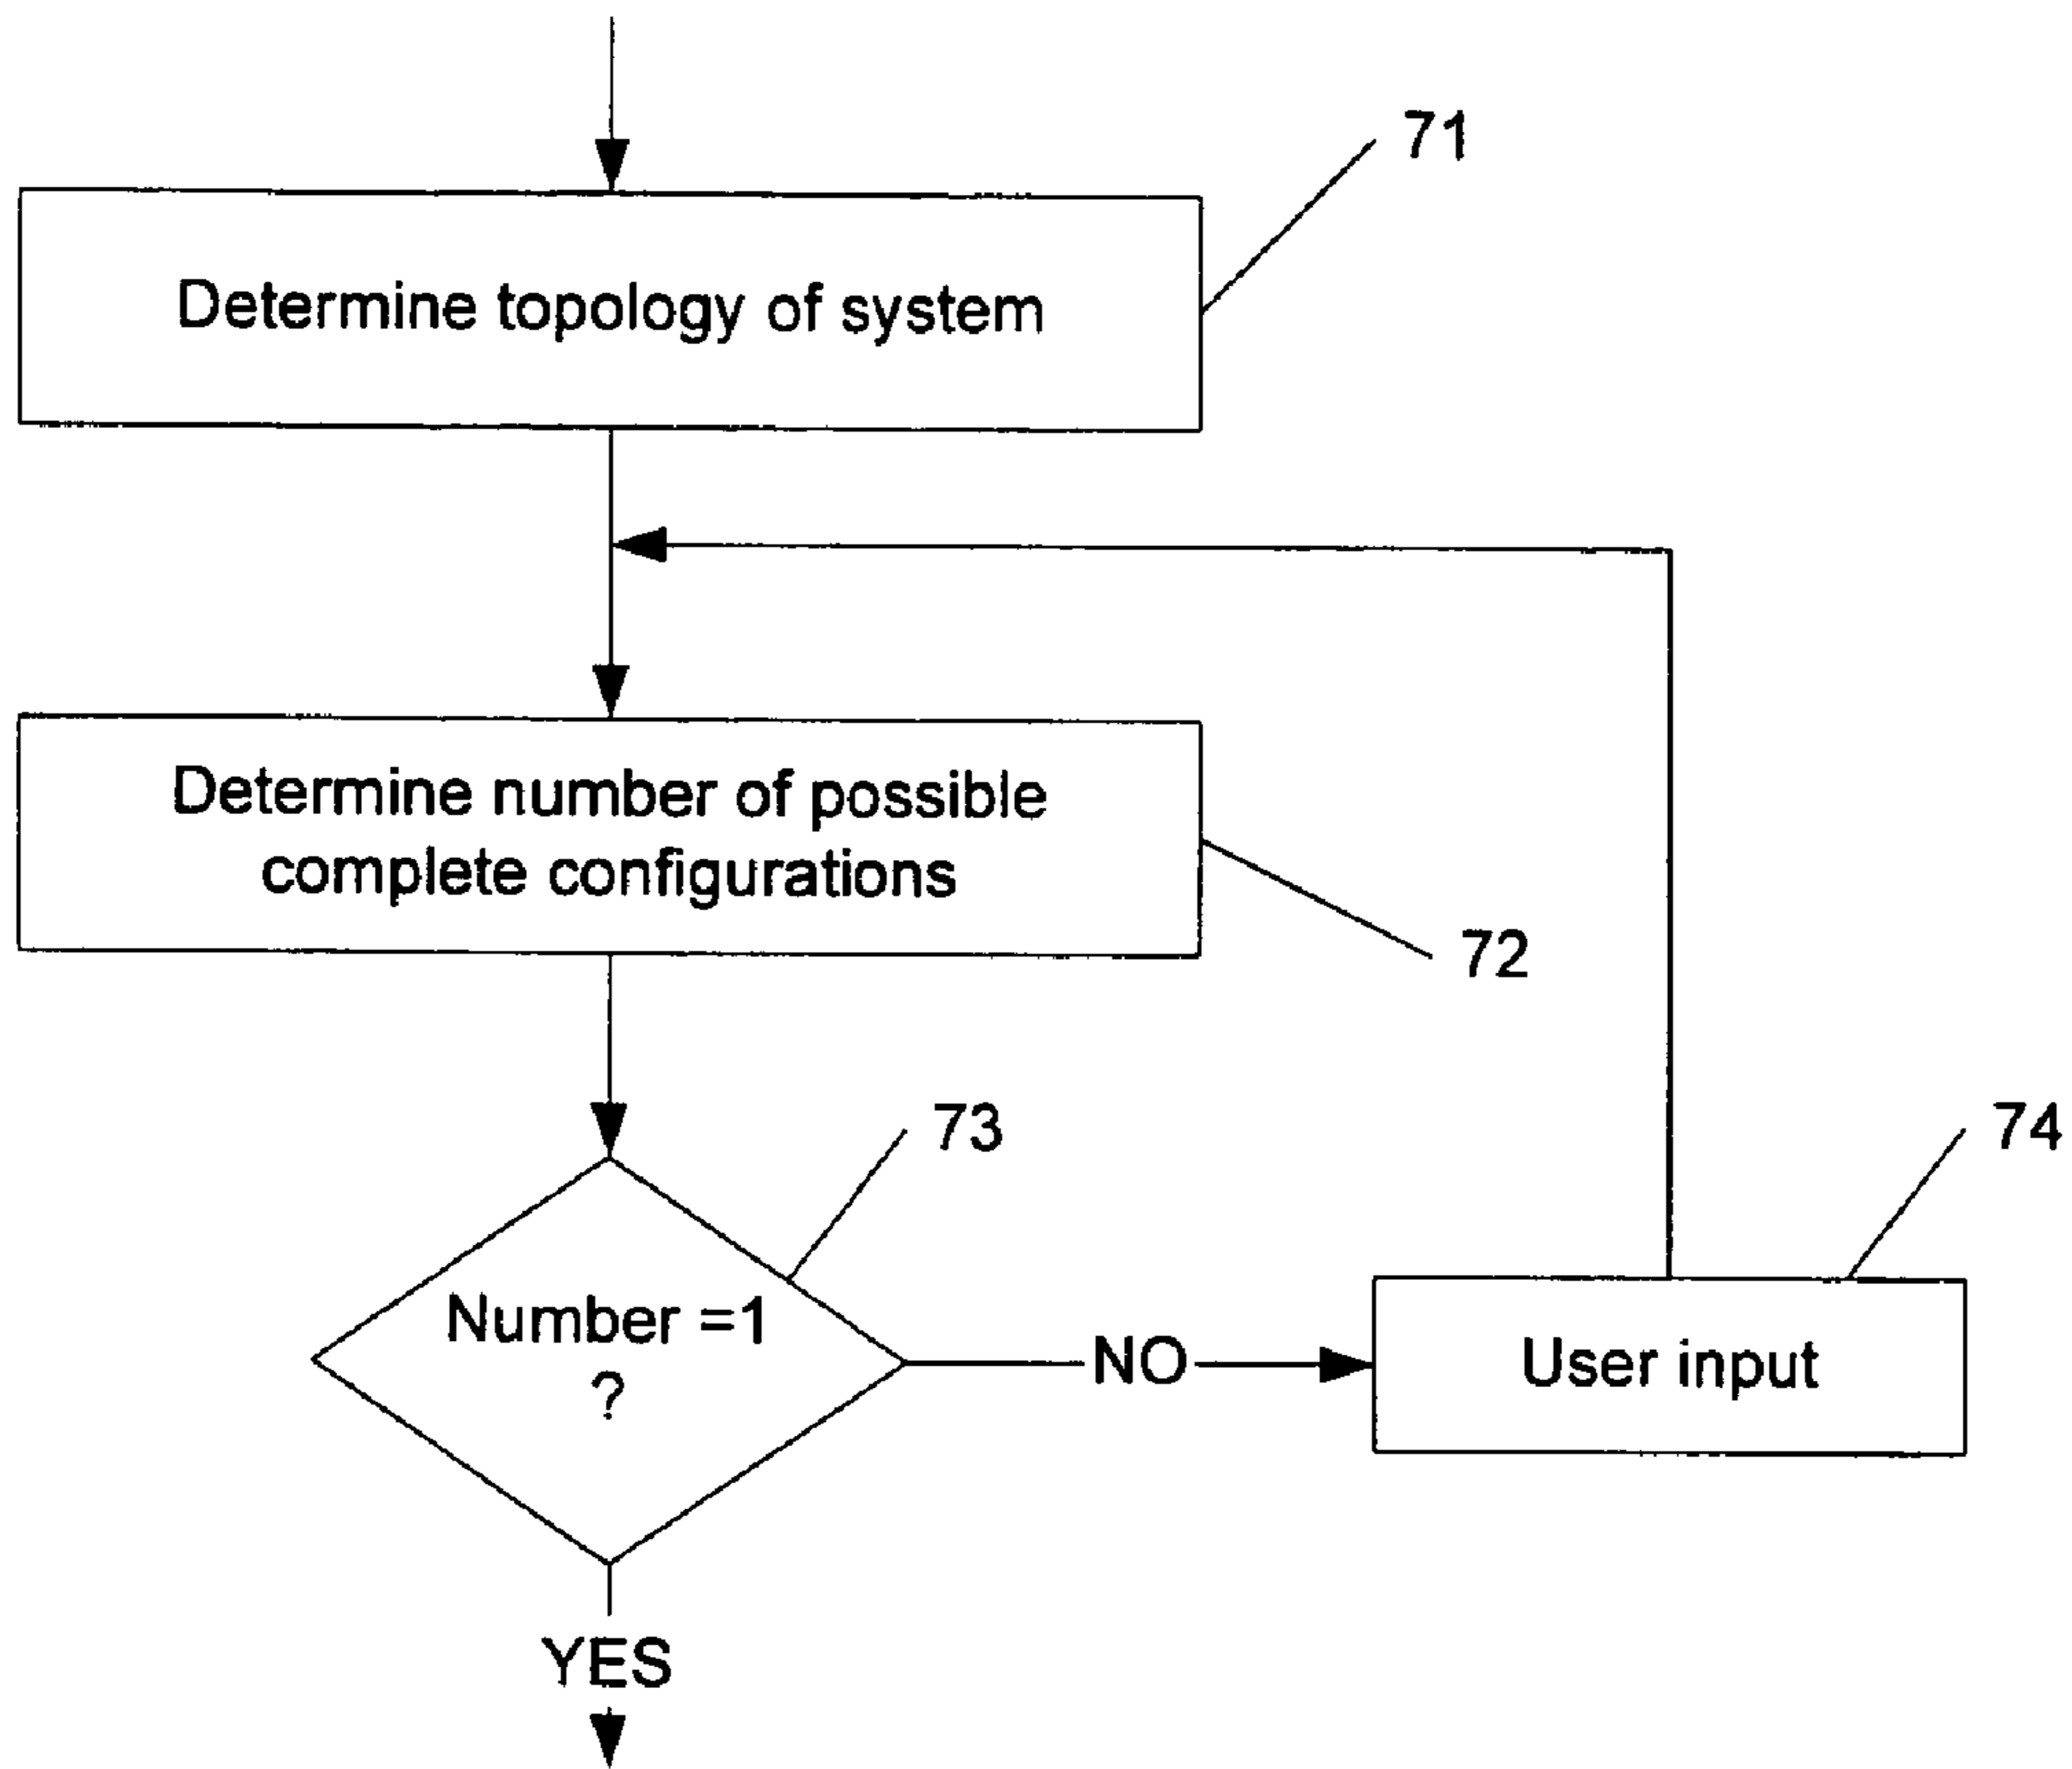 71
Determine topology of system
Determine number of possible
complete configurations
72
73
74
Number =1
?
NO
User input
YES